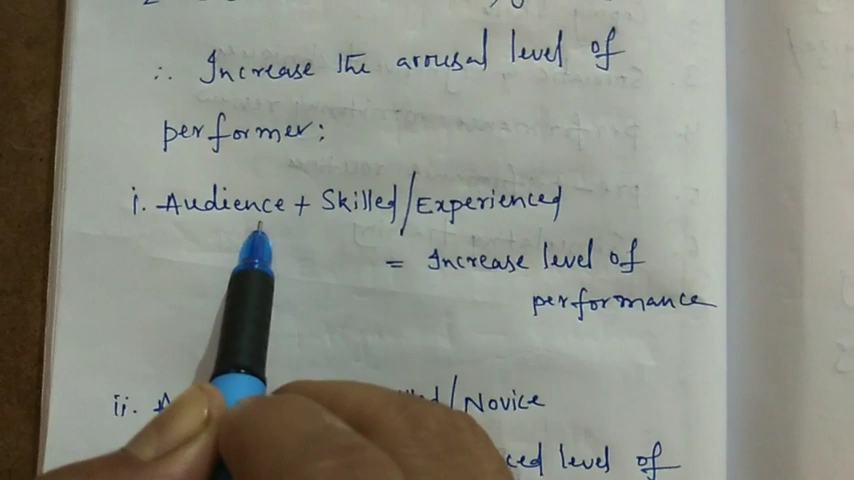 ∴ Increase the arousal level of
performer:
i. Audience + Skilled/Experienced
= Increase level of
performance
ii. /Novice
level of